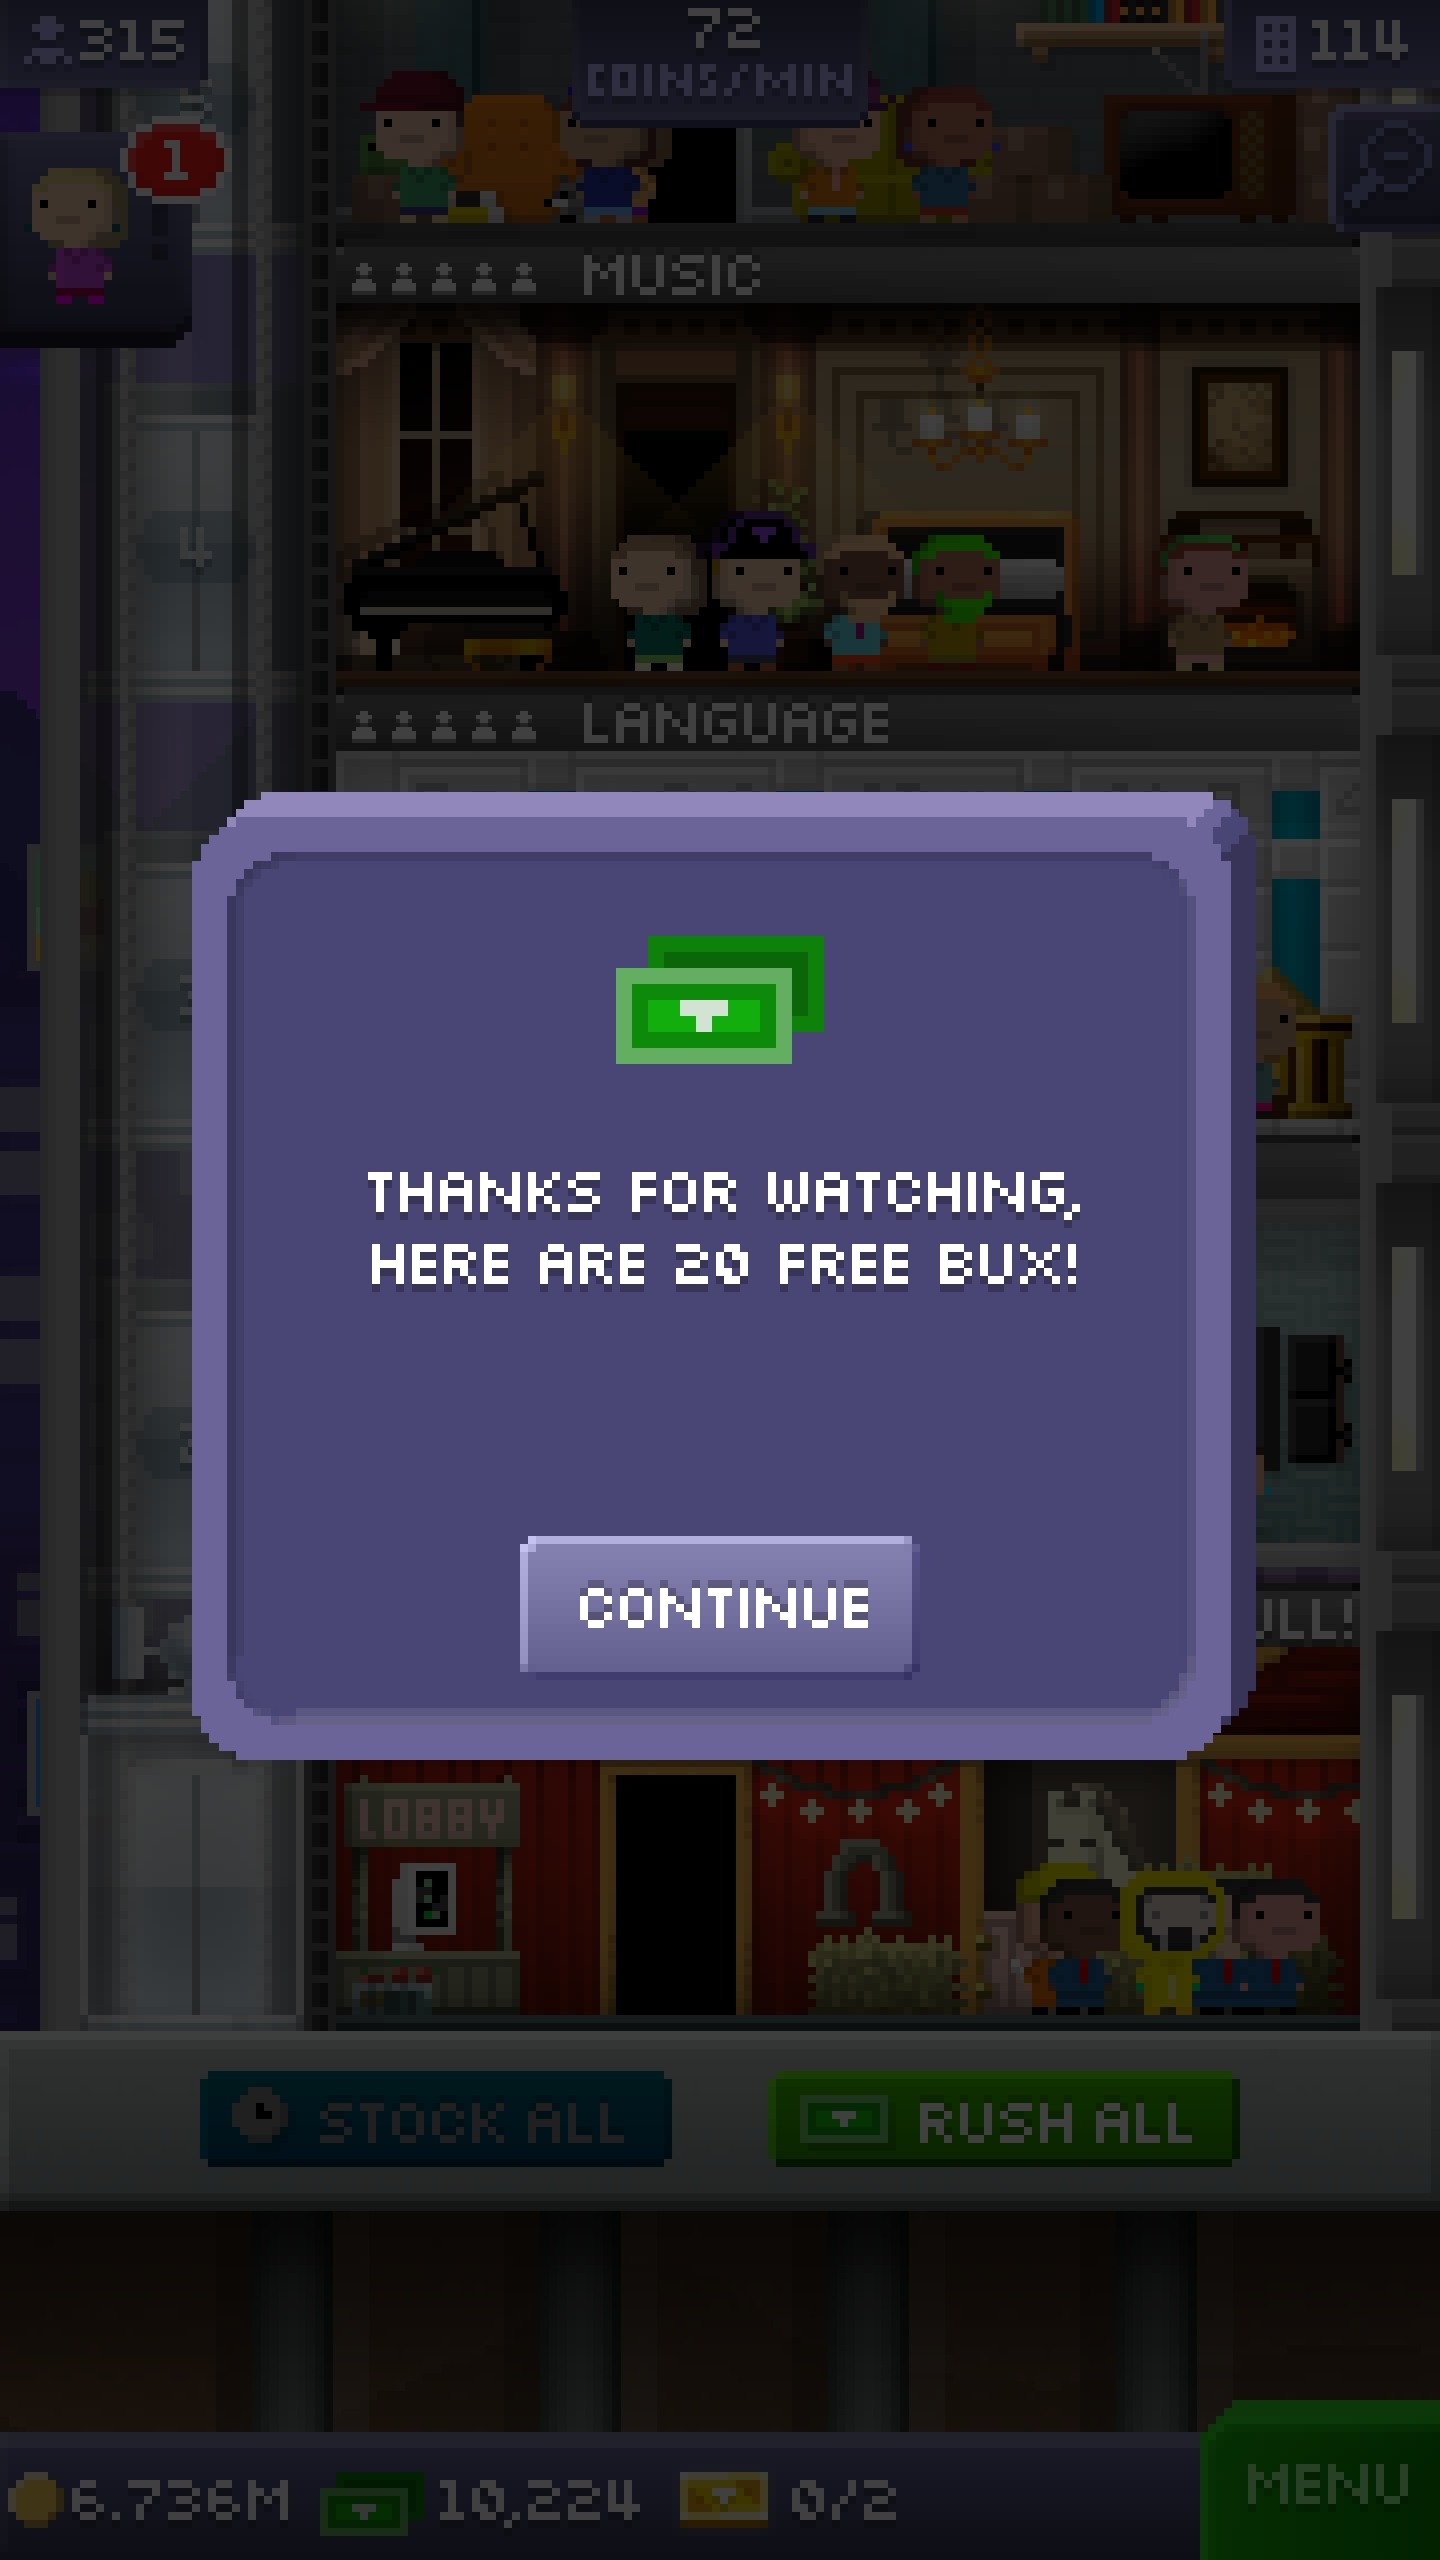 315
72
COINS/MIN
114
1
MUSIC
4
LANGUAGE
THANKS FOR WATCHING,
HERE ARE 20 FREE BUX!
CONTINUE
LOBBY
STOCK ALL
RUSH ALL
6.736M
10,224
0/2
MENU